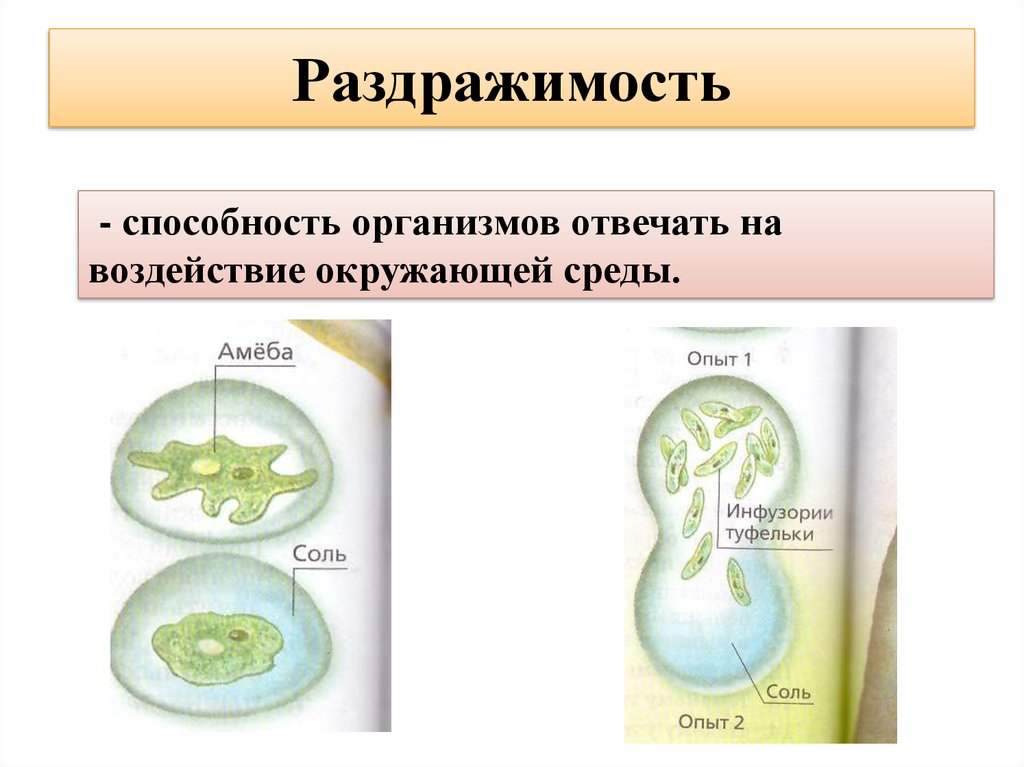 Раздражимость
- способность организмов отвечать на
воздействие окружающей среды.
Амёба
Соль
Опыт 1
Инфузории
туфельки
Соль
Опыт 2